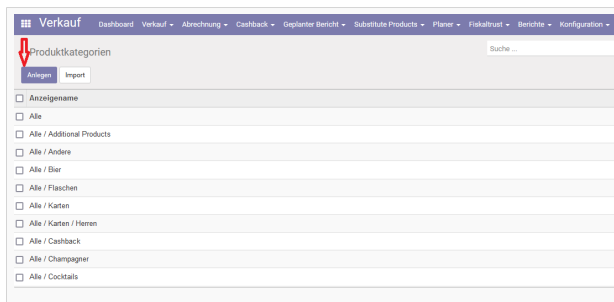 Verkauf Dashboard Verkauf Abrechnung Cashback Geplanter Bericht Substitute Products Planer Fiskaltrust Berichte Konfiguration
Produktkategorien Suche ...
Anlegen Import
Anzeigename
Alle
Alle / Additional Products
Alle / Andere
Alle / Bier
Alle / Flaschen
Alle / Karten
Alle / Karten / Herren
Alle / Cashback
Alle / Champagner
Alle / Cocktails